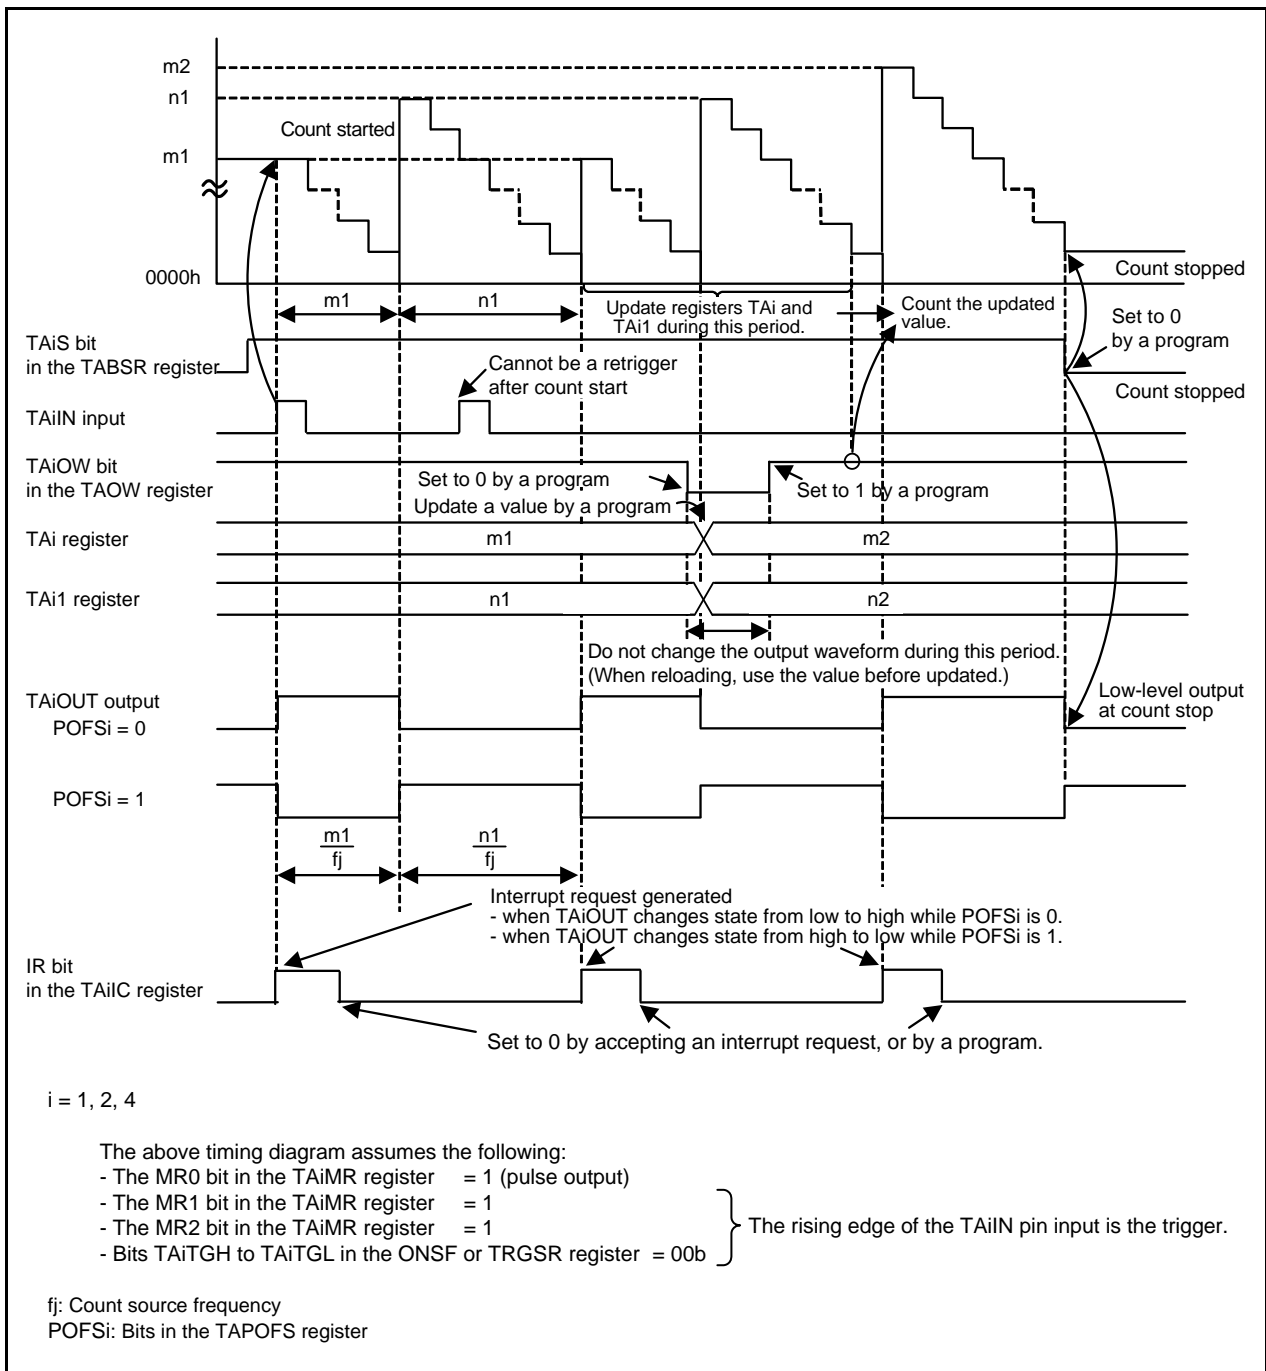 m2
n1
Count started
m1
0000h
m1
n1
Update registers TAi and
TAi1 during this period.
Count the updated
value.
Count stopped
TAiS bit
in the TABSR register
Set to 0
by a program
Cannot be a retrigger
after count start
Count stopped
TAiIN input
TAiOW bit
in the TAOW register
Set to 0 by a program
Set to 1 by a program
Update a value by a program
TAi register
m1
m2
TAi1 register
n1
n2
Do not change the output waveform during this period.
(When reloading, use the value before updated.)
TAiOUT output
POFSi = 0
Low-level output
at count stop
POFSi = 1
m1
fj
n1
fj
Interrupt request generated
- when TAiOUT changes state from low to high while POFSi is 0.
- when TAiOUT changes state from high to low while POFSi is 1.
IR bit
in the TAiIC register
Set to 0 by accepting an interrupt request, or by a program.
i = 1, 2, 4
The above timing diagram assumes the following:
- The MR0 bit in the TAiMR register = 1 (pulse output)
- The MR1 bit in the TAiMR register = 1
- The MR2 bit in the TAiMR register = 1
- Bits TAiTGH to TAiTGL in the ONSF or TRGSR register = 00b
The rising edge of the TAiIN pin input is the trigger.
fj: Count source frequency
POFSi: Bits in the TAPOFS register